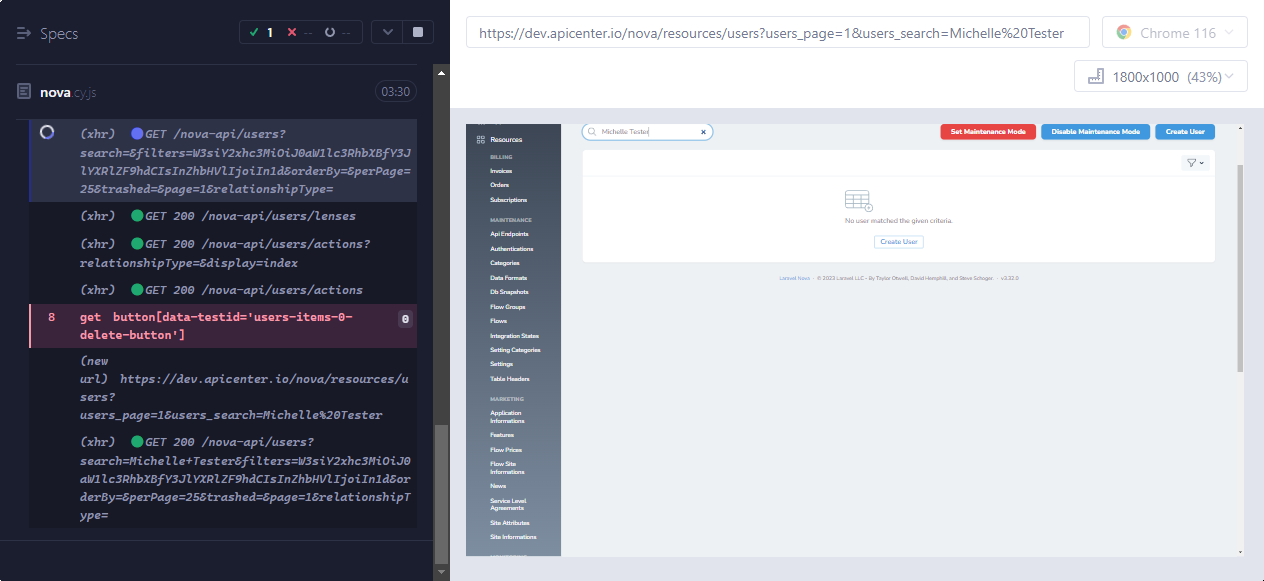 Specs
1
--
--
nova.cy.js
03:30
(xhr) GET /nova-api/users?
search=&filters=W3siY2xhc3MiOiJ0aW1lc3RhbXBfY3J
lYXRlZF9hdCIsInZhbHVlIjoiIn1d&orderBy=&perPage=
25&trashed=&page=1&relationshipType=
(xhr) GET 200 /nova-api/users/lenses
(xhr) GET 200 /nova-api/users/actions?
relationshipType=&display=index
(xhr) GET 200 /nova-api/users/actions
8 get button[data-testid='users-items-0-
delete-button'] 0
(new
url) https://dev.apicenter.io/nova/resources/u
sers?
users_page=1&users_search=Michelle%20Tester
(xhr) GET 200 /nova-api/users?
search=Michelle+Tester&filters=W3siY2xhc3MiOiJ0
aW1lc3RhbXBfY3JlYXRlZF9hdCIsInZhbHVlIjoiIn1d&or
derBy=&perPage=25&trashed=&page=1&relationshipT
ype=
https://dev.apicenter.io/nova/resources/users?users_page=1&users_search=Michelle%20Tester
Chrome 116
1800x1000 (43%)
Resources
BILLING
Invoices
Orders
Subscriptions
MAINTENANCE
Api Endpoints
Authentications
Categories
Data Formats
Db Snapshots
Flow Groups
Flows
Integration States
Setting Categories
Settings
Table Headers
MARKETING
Application
Informations
Features
Flow Prices
Flow Site
Informations
News
Service Level
Agreements
Site Attributes
Site Informations
Michelle Tester
Set Maintenance Mode
Disable Maintenance Mode
Create User
No user matched the given criteria.
Create User
Laravel Nova · © 2023 Laravel LLC - By Taylor Otwell, David Hemphill, and Steve Schoger. · v3.32.0